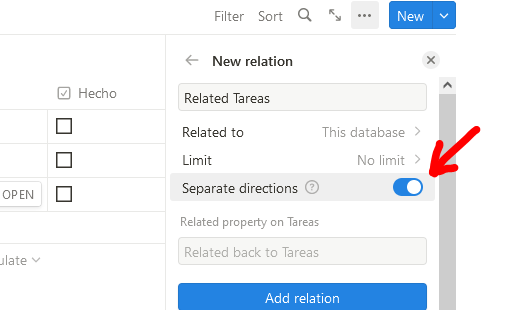 Filter Sort New
New relation
Hecho
Related Tareas
Related to This database
Limit No limit
Separate directions ?
OPEN
Related property on Tareas
Related back to Tareas
ulate
Add relation